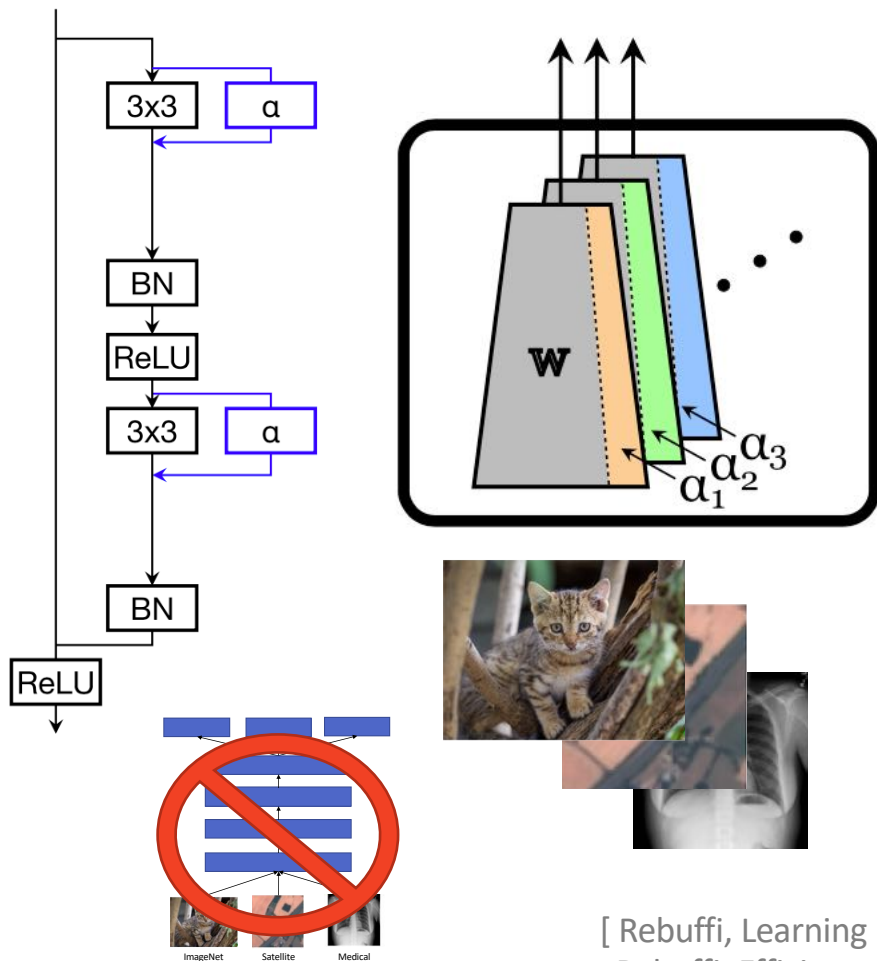 3x3
α
BN
ReLU
3x3
α
BN
ReLU
w
α1
α2
α3
ImageNet
Satellite
Medical
[ Rebuffi, Learning